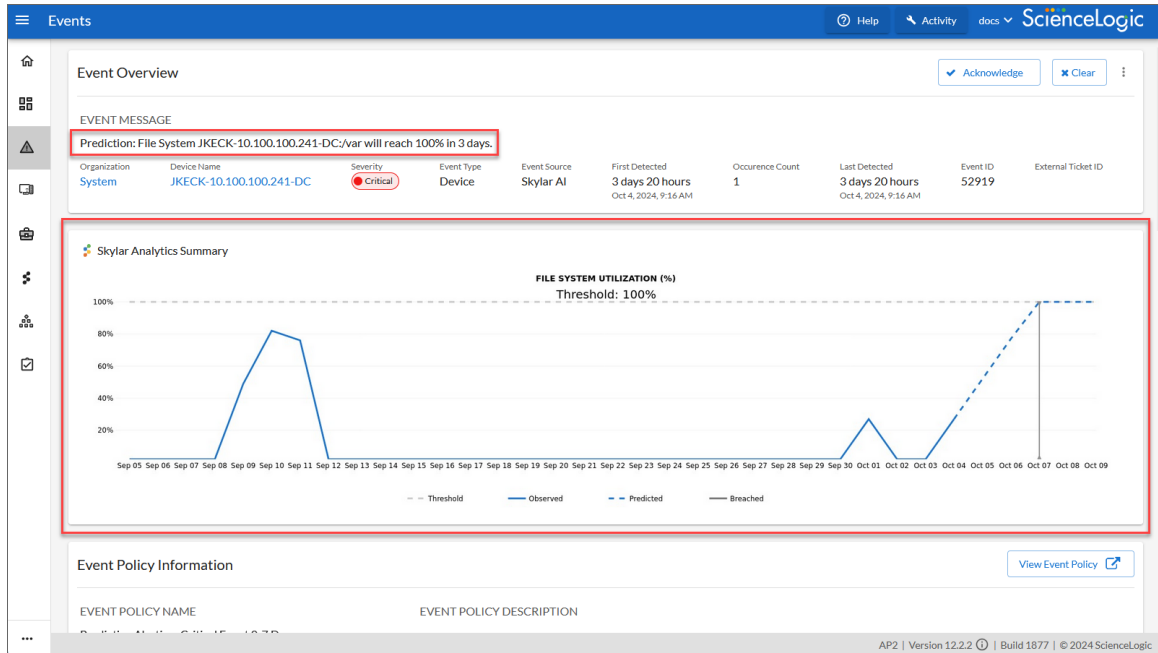 Events
Help
Activity
docs
ScienceLogic
Event Overview
Acknowledge
Clear
EVENT MESSAGE
Prediction: File System JKECK-10.100.100.241-DC:/var will reach 100% in 3 days.
Organization Device Name Severity Event Type Event Source First Detected Occurence Count Last Detected Event ID External Ticket ID
System JKECK-10.100.100.241-DC Critical Device Skylar AI 3 days 20 hours 1 3 days 20 hours 52919
Oct 4, 2024, 9:16 AM Oct 4, 2024, 9:16 AM
Skylar Analytics Summary
FILE SYSTEM UTILIZATION (%)
Threshold: 100%
100%
80%
60%
40%
20%
Sep 05 Sep 06 Sep 07 Sep 08 Sep 09 Sep 10 Sep 11 Sep 12 Sep 13 Sep 14 Sep 15 Sep 16 Sep 17 Sep 18 Sep 19 Sep 20 Sep 21 Sep 22 Sep 23 Sep 24 Sep 25 Sep 26 Sep 27 Sep 28 Sep 29 Sep 30 Oct 01 Oct 02 Oct 03 Oct 04 Oct 05 Oct 06 Oct 07 Oct 08 Oct 09
Threshold Observed Predicted Breached
Event Policy Information
View Event Policy
EVENT POLICY NAME EVENT POLICY DESCRIPTION
AP2 | Version 12.2.2 | Build 1877 | © 2024 ScienceLogic